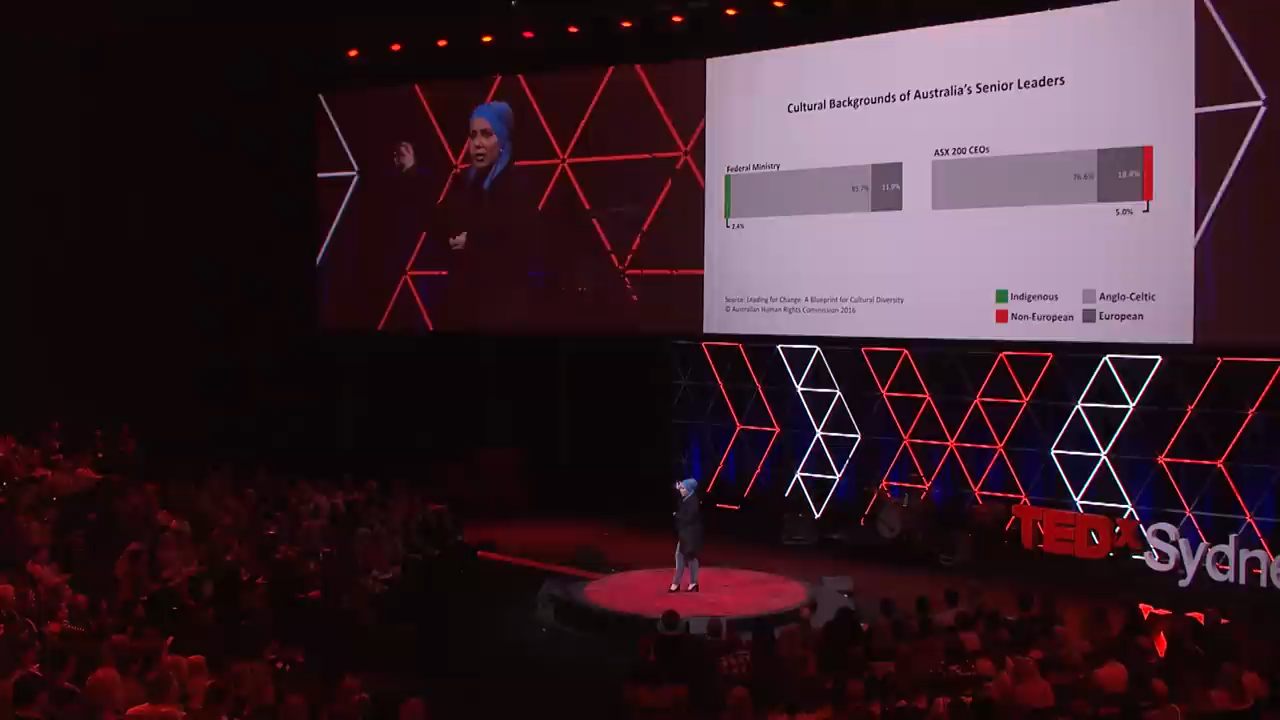 Cultural Backgrounds of Australia's Senior Leaders
Federal Ministry
85.7% 11.9%
2.4%
ASX 200 CEOs
76.6% 18.4%
5.0%
Source: Leading for Change: A Blueprint for Cultural Diversity
© Australian Human Rights Commission 2016
Indigenous Anglo-Celtic
Non-European European
TEDx
Sydne